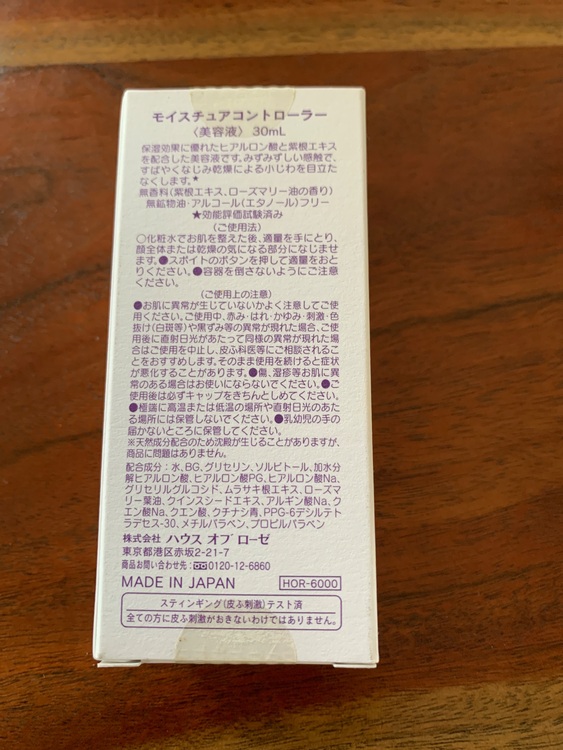 モイスチュアコントローラー
〈美容液〉 30mL
保湿効果に優れたヒアルロン酸と紫根エキス
を配合した美容液です。みずみずしい感触で、
すばやくなじみ乾燥による小じわを目立た
なくします。★
無香料(紫根エキス、ローズマリー油の香り)
無鉱物油・アルコール(エタノール)フリー
★効能評価試験済み
〈ご使用法〉
○化粧水でお肌を整えた後、適量を手にとり、
顔全体または乾燥の気になる部分になじませ
ます。●スポイトのボタンを押して適量をおと
りください。●容器を倒さないようにご注意
ください。
〈ご使用上の注意〉
●お肌に異常が生じていないかよく注意してご使
用ください。ご使用中、赤み・はれ・かゆみ・刺激・色
抜け(白斑等)や黒ずみ等の異常が現れた場合、ご使
用後に直射日光があたって同様の異常が現れた場
合はご使用を中止し、皮ふ科医等にご相談されるこ
とをおすすめします。そのまま使用を続けると症状
が悪化することがあります。●傷、湿疹等お肌に異
常のある場合はお使いにならないでください。●ご
使用後は必ずキャップをきちんとしめてください。
●極端に高温または低温の場所や直射日光のあた
る場所には保管しないでください。●乳幼児の手の
届かないところに保管してください。
※天然成分配合のため沈殿が生じることがありますが、
商品に問題はありません。
配合成分:水、BG、グリセリン、ソルビトール、加水分
解ヒアルロン酸、ヒアルロン酸PG、ヒアルロン酸Na、
グリセリルグルコシド、ムラサキ根エキス、ローズマ
リー葉油、クインスシードエキス、アルギン酸Na、ク
エン酸Na、クエン酸、クチナシ青、PPG-6デシルテト
ラデセス-30、メチルパラベン、プロピルパラベン
株式会社 ハウス オブ ローゼ
東京都港区赤坂2-21-7
商品お問い合わせ先:0120-12-6860
MADE IN JAPAN HOR-6000
スティンギング(皮ふ刺激)テスト済
全ての方に皮ふ刺激がおきないわけではありません。